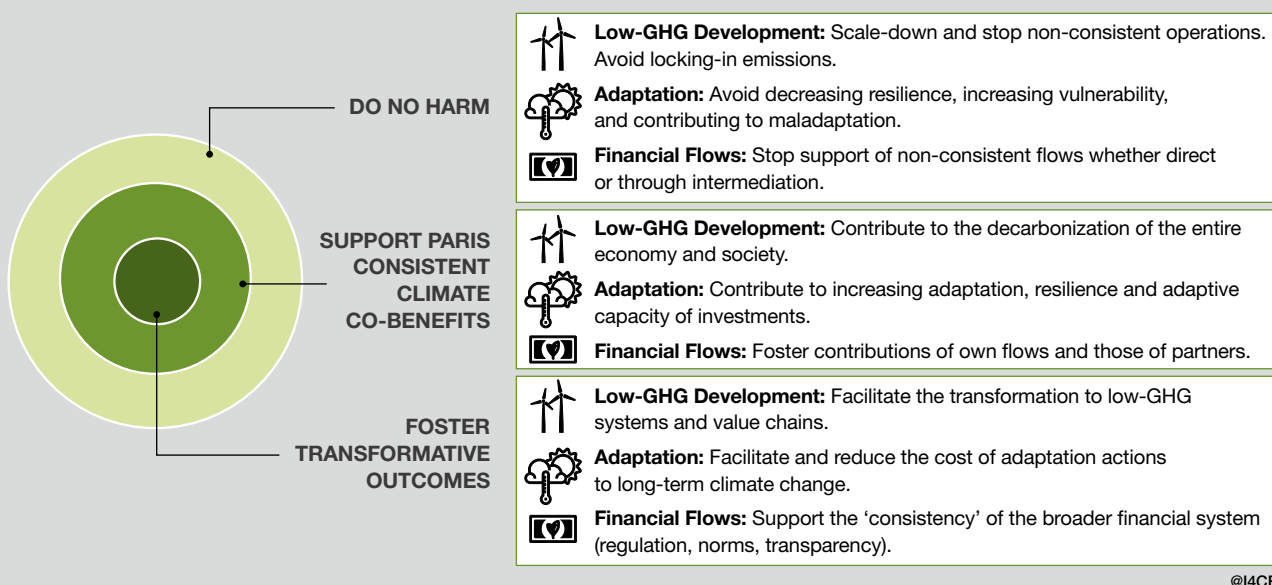 DO NO HARM
Low-GHG Development: Scale-down and stop non-consistent operations.
Avoid locking-in emissions.
Adaptation: Avoid decreasing resilience, increasing vulnerability,
and contributing to maladaptation.
Financial Flows: Stop support of non-consistent flows whether direct
or through intermediation.
SUPPORT PARIS
CONSISTENT
CLIMATE
CO-BENEFITS
Low-GHG Development: Contribute to the decarbonization of the entire
economy and society.
Adaptation: Contribute to increasing adaptation, resilience and adaptive
capacity of investments.
Financial Flows: Foster contributions of own flows and those of partners.
FOSTER
TRANSFORMATIVE
OUTCOMES
Low-GHG Development: Facilitate the transformation to low-GHG
systems and value chains.
Adaptation: Facilitate and reduce the cost of adaptation actions
to long-term climate change.
Financial Flows: Support the ‘consistency’ of the broader financial system
(regulation, norms, transparency).